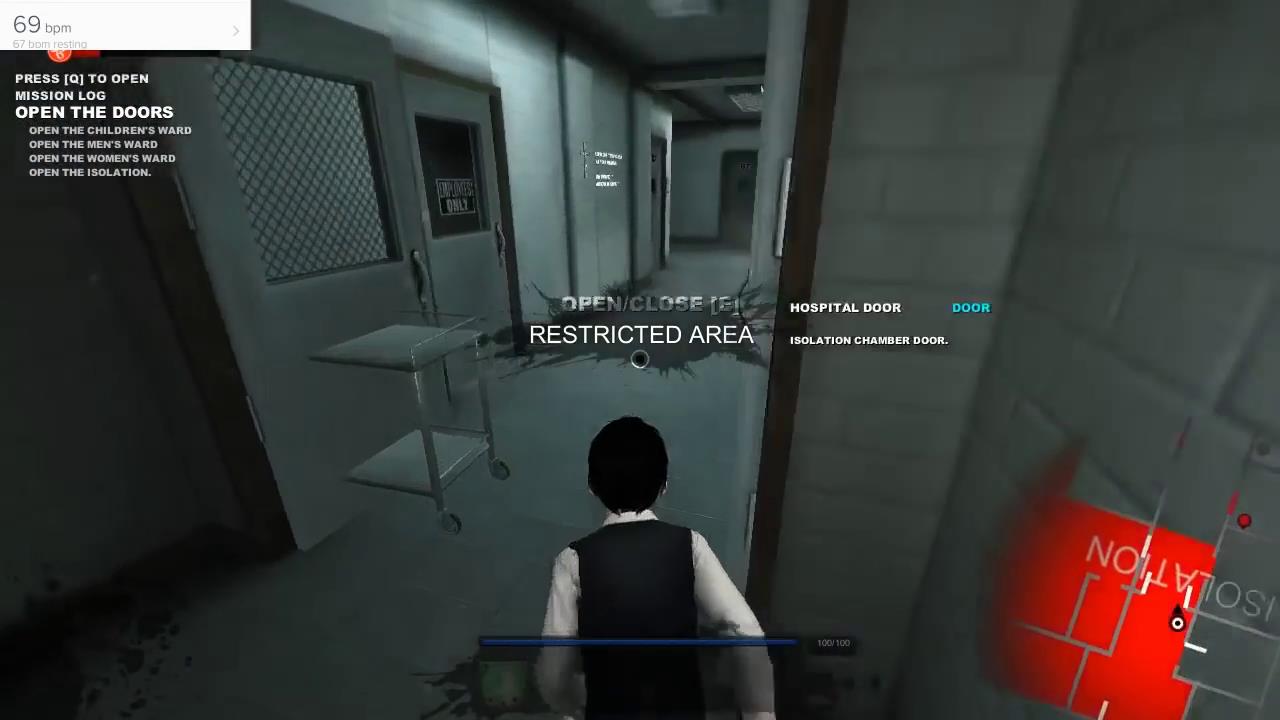 69 bpm
67 bpm resting
PRESS [Q] TO OPEN
MISSION LOG
OPEN THE DOORS
OPEN THE CHILDREN'S WARD
OPEN THE MEN'S WARD
OPEN THE WOMEN'S WARD
OPEN THE ISOLATION.
EMPLOYEES
ONLY
OPEN/CLOSE [E]
RESTRICTED AREA
HOSPITAL DOOR DOOR
ISOLATION CHAMBER DOOR.
ISOLATION
100/100